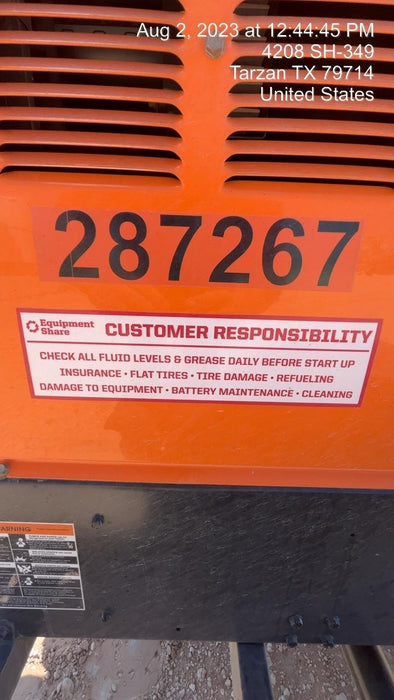 Aug 2, 2023 at 12:44:45 PM
4208 SH-349
Tarzan TX 79714
United States
287267
Equipment
Share
CUSTOMER RESPONSIBILITY
CHECK ALL FLUID LEVELS & GREASE DAILY BEFORE START UP
INSURANCE • FLAT TIRES • TIRE DAMAGE • REFUELING
DAMAGE TO EQUIPMENT • BATTERY MAINTENANCE • CLEANING
ARNING